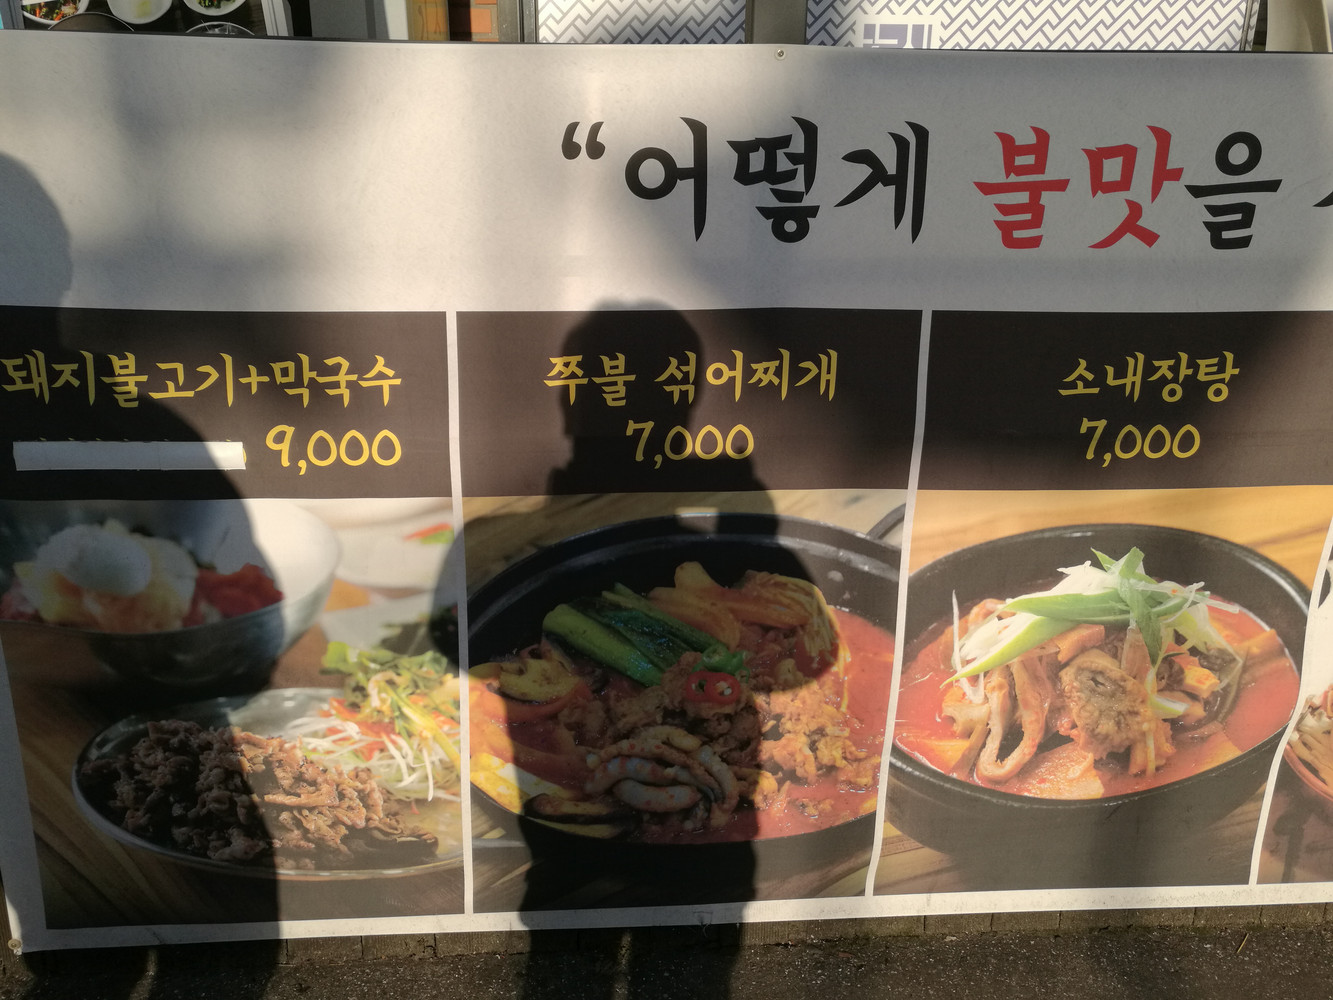 “어떻게 불맛을
돼지불고기+막국수
9,000
쭈불 섞어찌개
7,000
소내장탕
7,000